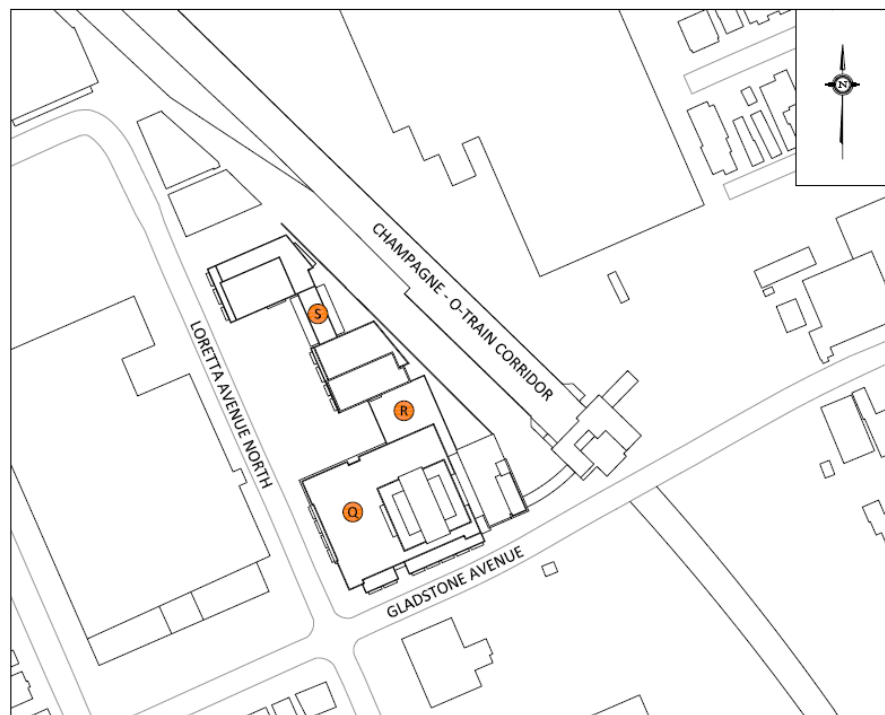 N
CHAMPAGNE - O-TRAIN CORRIDOR
S
LORETTA AVENUE NORTH
R
Q
GLADSTONE AVENUE